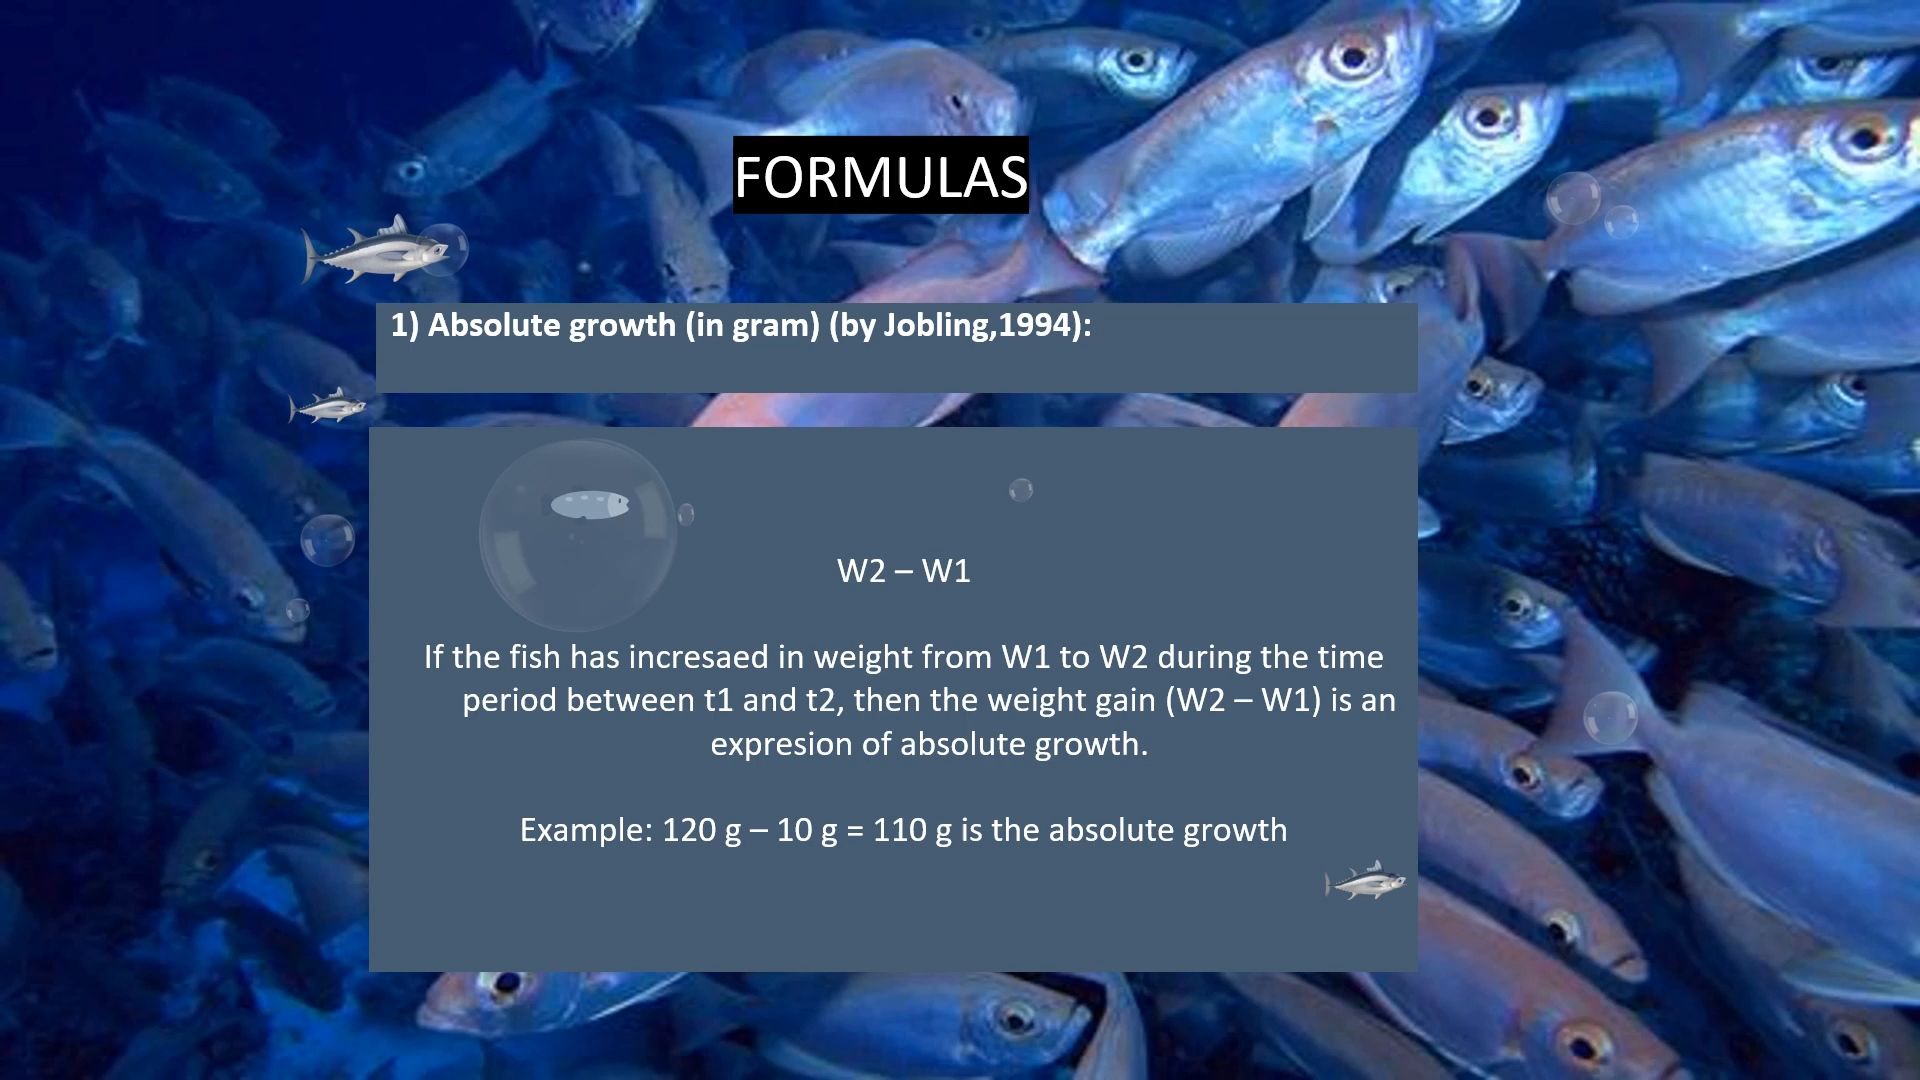 FORMULAS
1) Absolute growth (in gram) (by Jobling,1994):
W2 – W1
If the fish has incresaed in weight from W1 to W2 during the time
period between t1 and t2, then the weight gain (W2 – W1) is an
expresion of absolute growth.
Example: 120 g – 10 g = 110 g is the absolute growth